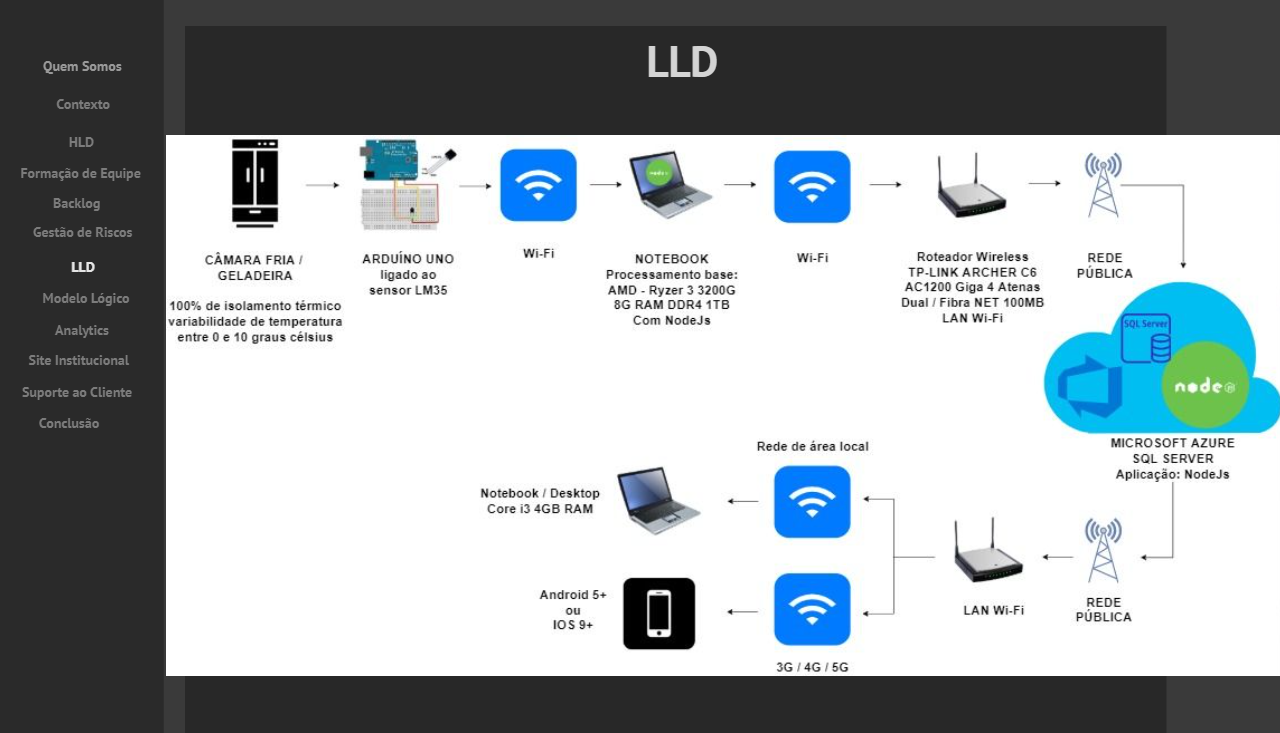 LLD
Quem Somos
Contexto
HLD
Formação de Equipe
Backlog
Gestão de Riscos
LLD
Modelo Lógico
Analytics
Site Institucional
Suporte ao Cliente
Conclusão
CÂMARA FRIA /
GELADEIRA
100% de isolamento térmico
variabilidade de temperatura
entre 0 e 10 graus célsius
ARDUÍNO UNO
ligado ao
sensor LM35
Wi-Fi
node
NOTEBOOK
Processamento base:
AMD - Ryzer 3 3200G
8G RAM DDR4 1TB
Com NodeJs
Wi-Fi
Roteador Wireless
TP-LINK ARCHER C6
AC1200 Giga 4 Atenas
Dual / Fibra NET 100MB
LAN Wi-Fi
REDE
PÚBLICA
SQL Server
node
MICROSOFT AZURE
SQL SERVER
Aplicação: NodeJs
REDE
PÚBLICA
LAN Wi-Fi
Rede de área local
3G / 4G / 5G
Notebook / Desktop
Core i3 4GB RAM
Android 5+
ou
IOS 9+